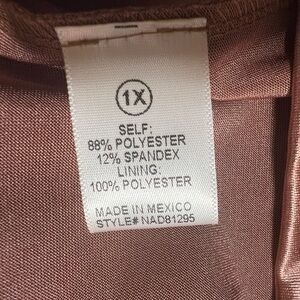 1X
SELF:
88% POLYESTER
12% SPANDEX
LINING:
100% POLYESTER
MADE IN MEXICO
STYLE# NAD81295